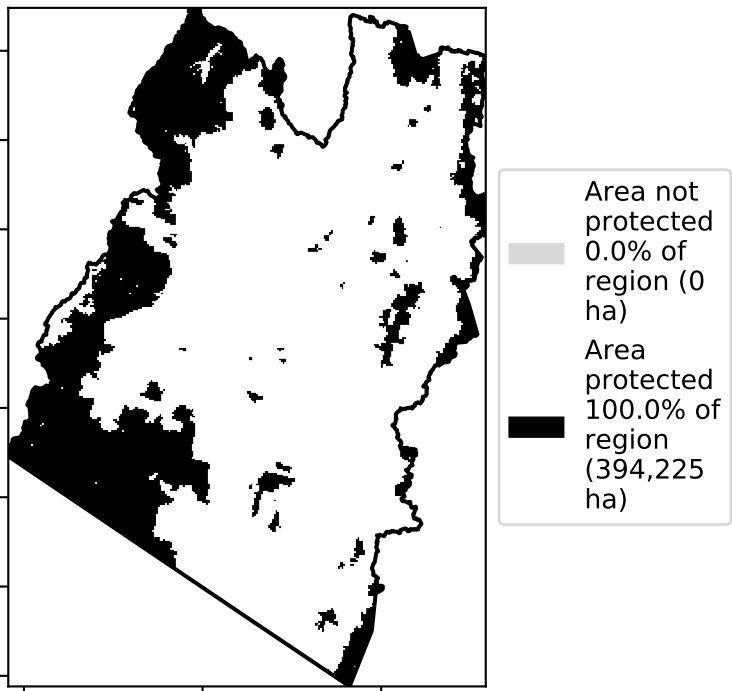 Area not
protected
0.0% of
region (0
ha)
Area
protected
100.0% of
region
(394,225
ha)